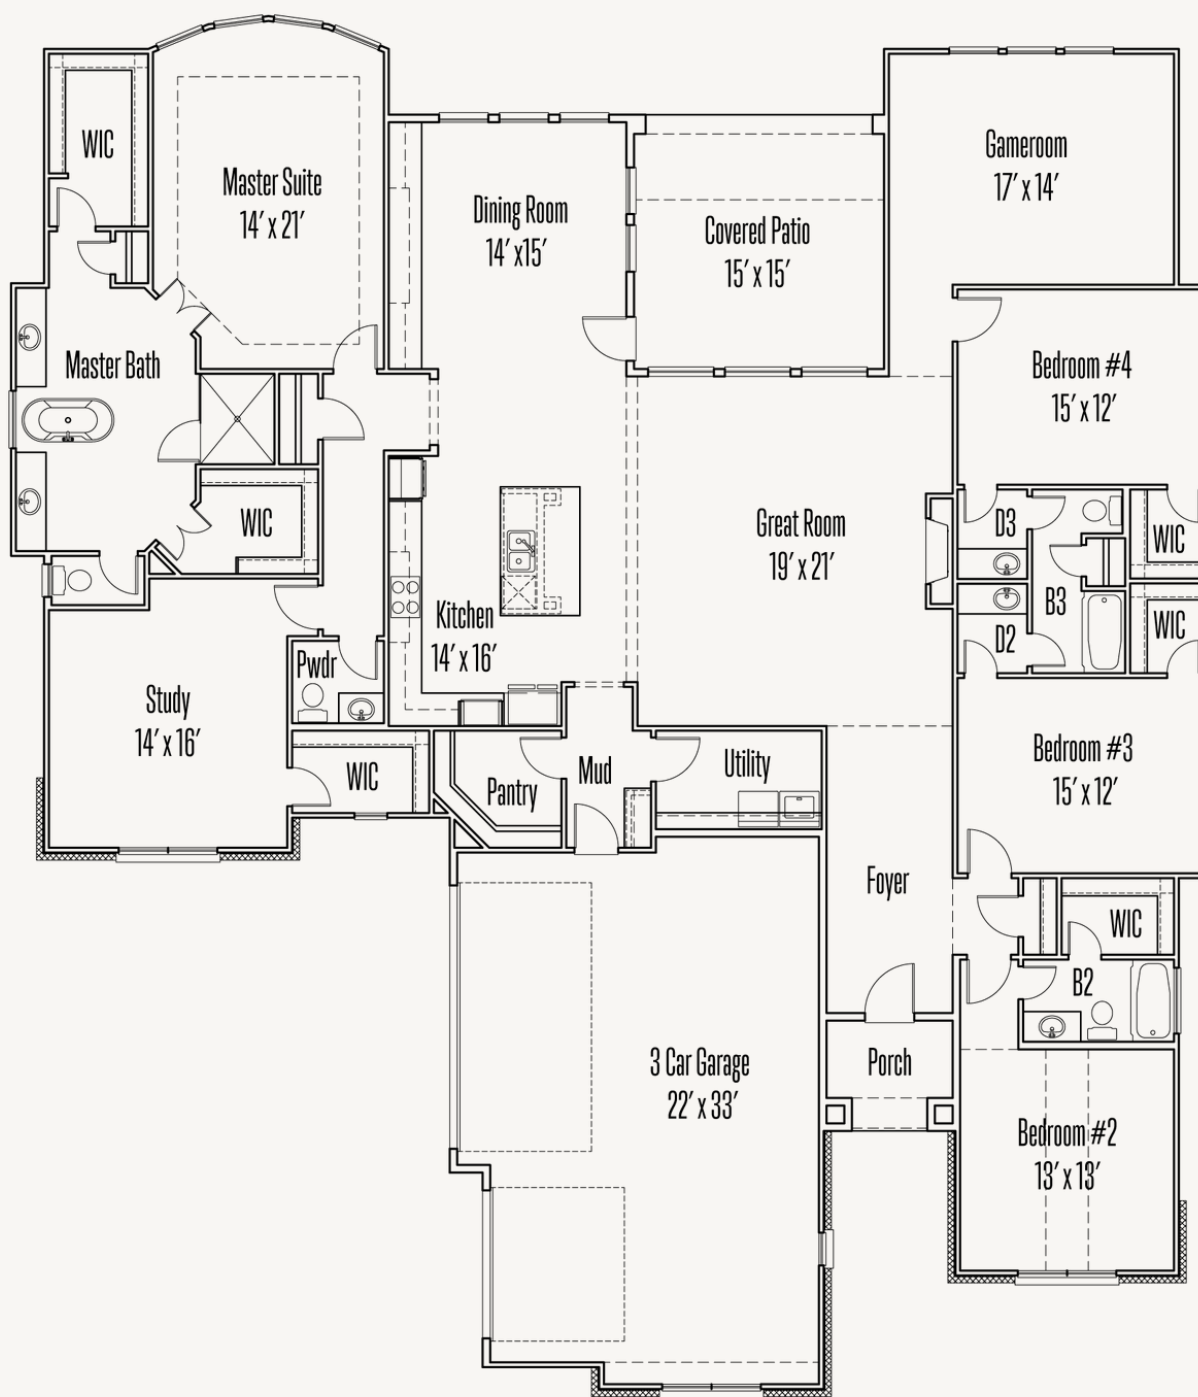 WIC
Master Suite
14' x 21'
Dining Room
14' x15'
Covered Patio
15' x 15'
Gameroom
17' x 14'
Master Bath
Bedroom #4
15' x 12'
WIC
Great Room
19' x 21'
D3
WIC
B3
Kitchen
14' x 16'
D2
WIC
Pwdr
Study
14' x 16'
WIC
Pantry
Mud
Utility
Bedroom #3
15' x 12'
Foyer
WIC
B2
3 Car Garage
22' x 33'
Porch
Bedroom #2
13' x 13'